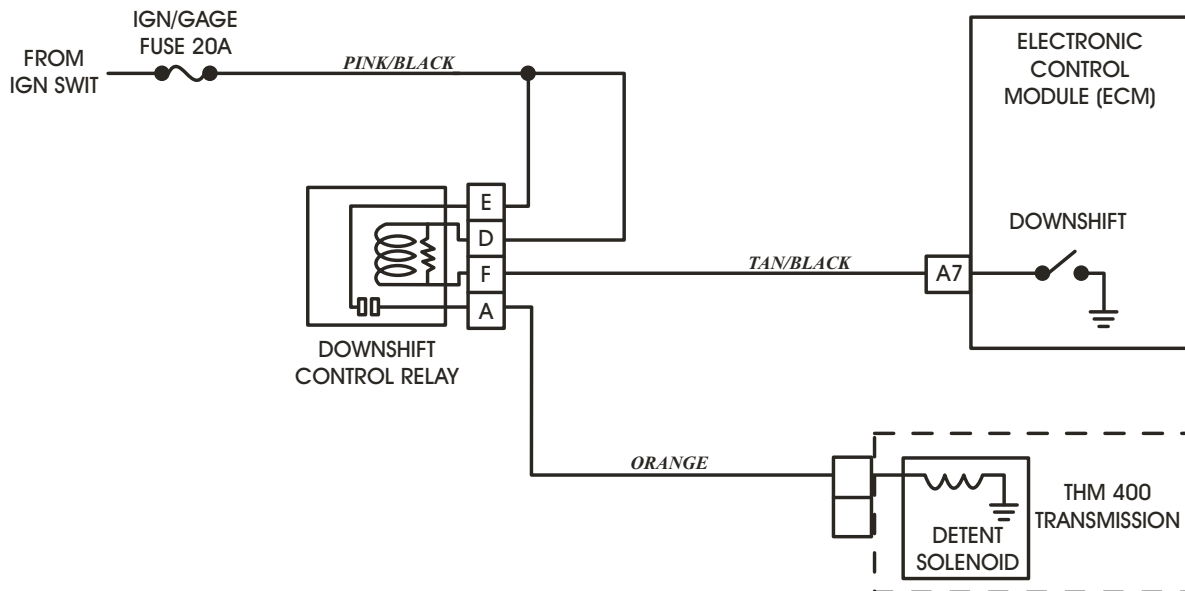 IGN/GAGE
FUSE 20A
FROM
IGN SWIT
PINK/BLACK
ELECTRONIC
CONTROL
MODULE (ECM)
E
D
F
A
DOWNSHIFT
TAN/BLACK
A7
DOWNSHIFT
CONTROL RELAY
ORANGE
THM 400
TRANSMISSION
DETENT
SOLENOID